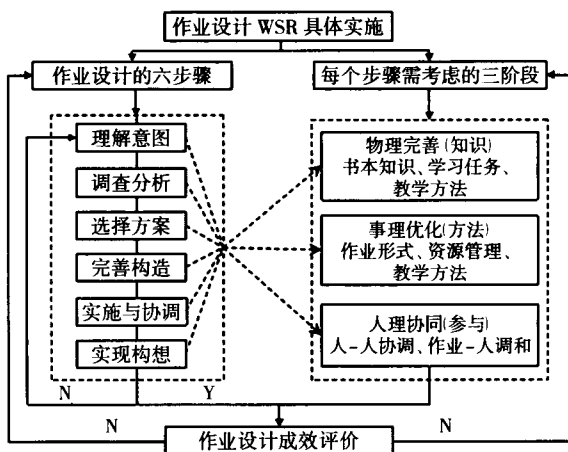 作业设计 WSR 具体实施
作业设计的六步骤
每个步骤需考虑的三阶段
理解意图
调查分析
选择方案
完善构造
实施与协调
实现构想
物理完善(知识)
书本知识、学习任务、
教学方法
事理优化(方法)
作业形式、资源管理、
教学方法
人理协同(参与)
人-人协调、作业-人调和
N
Y
N
N
作业设计成效评价